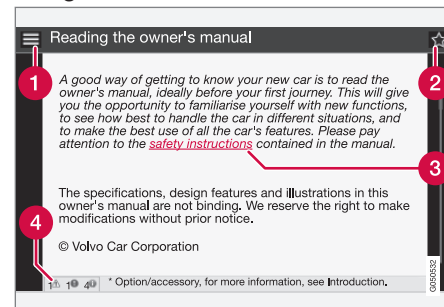 Reading the owner's manual
1
2
A good way of getting to know your new car is to read the
owner's manual, ideally before your first journey. This will give
you the opportunity to familiarise yourself with new functions,
to see how best to handle the car in different situations, and
to make the best use of all the car's features. Please pay
attention to the safety instructions contained in the manual.
3
The specifications, design features and illustrations in this
owner's manual are not binding. We reserve the right to make
modifications without prior notice.
4
© Volvo Car Corporation
1 1 4 * Option/accessory, for more information, see Introduction.
G050532